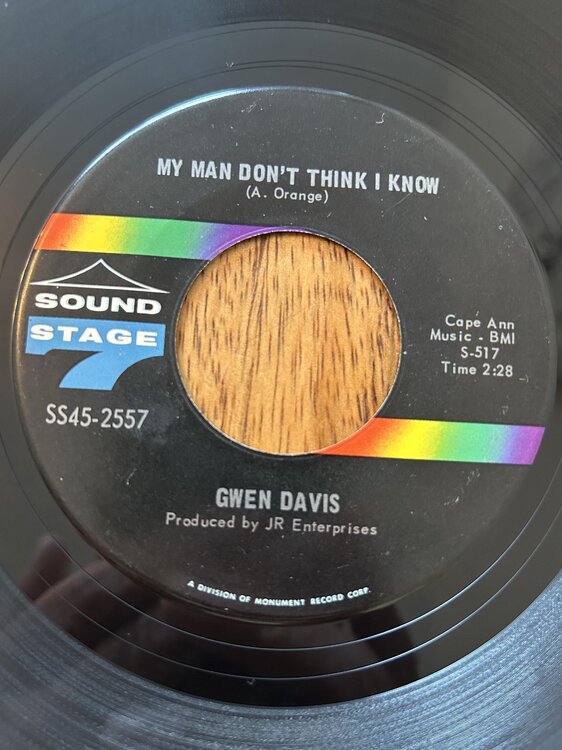 MY MAN DON'T THINK I KNOW
(A. Orange)
SOUND
STAGE
7
SS45-2557
Cape Ann
Music - BMI
S-517
Time 2:28
GWEN DAVIS
Produced by JR Enterprises
A DIVISION OF MONUMENT RECORD CORP.